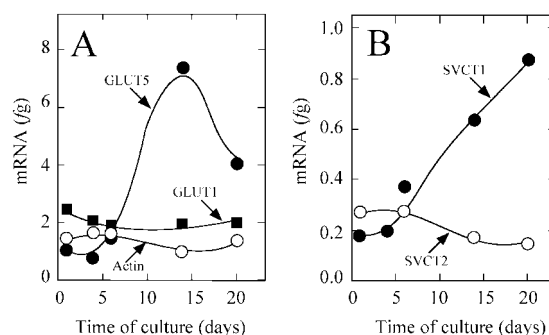 A
GLUT5
GLUT1
Actin
mRNA (fg)
8
6
4
2
0
0 5 10 15 20
Time of culture (days)
B
SVCT1
SVCT2
mRNA (fg)
1.0
0.8
0.6
0.4
0.2
0.0
0 5 10 15 20
Time of culture (days)